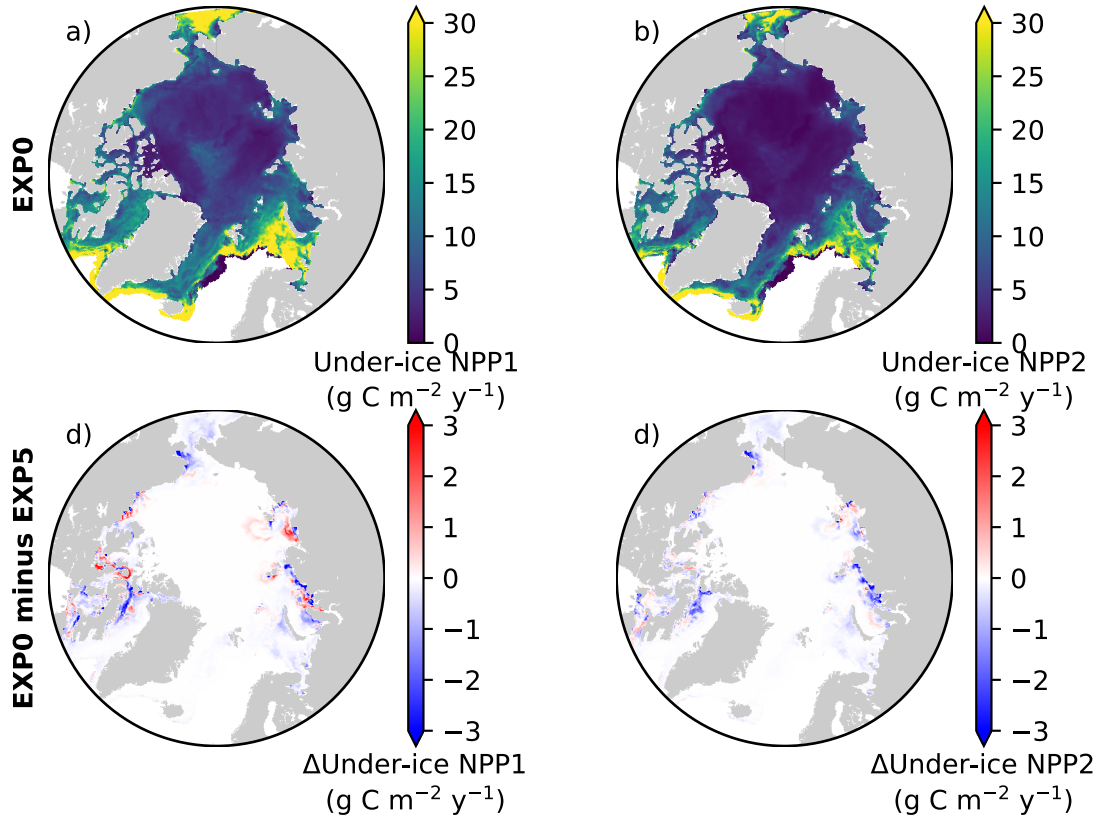 a)
30
25
20
15
10
5
0
Under-ice NPP1
(g C m⁻² y⁻¹)
b)
30
25
20
15
10
5
0
Under-ice NPP2
(g C m⁻² y⁻¹)
EXP0
d)
3
2
1
0
−1
−2
−3
ΔUnder-ice NPP1
(g C m⁻² y⁻¹)
d)
3
2
1
0
−1
−2
−3
ΔUnder-ice NPP2
(g C m⁻² y⁻¹)
EXP0 minus EXP5